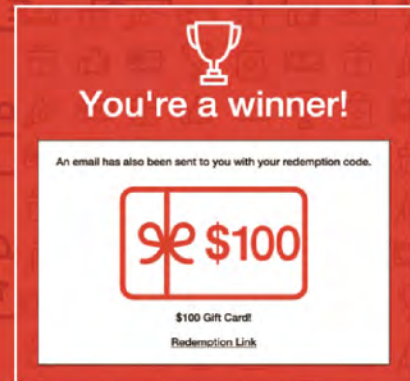 You're a winner!
An email has also been sent to you with your redemption code.
$100
$100 Gift Card!
Redemption Link